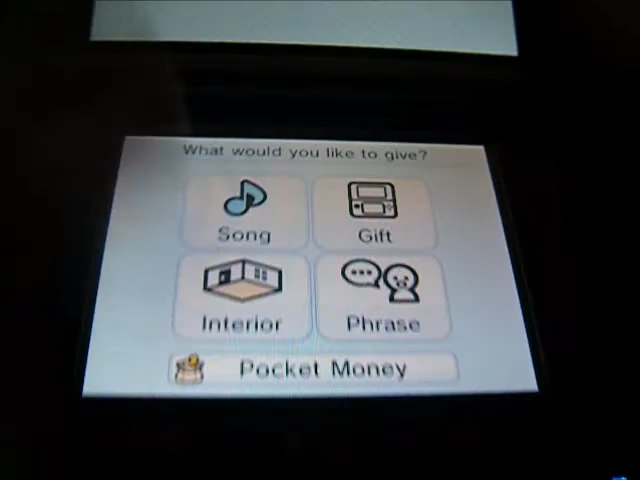 What would you like to give?
Song
Gift
Interior
Phrase
Pocket Money